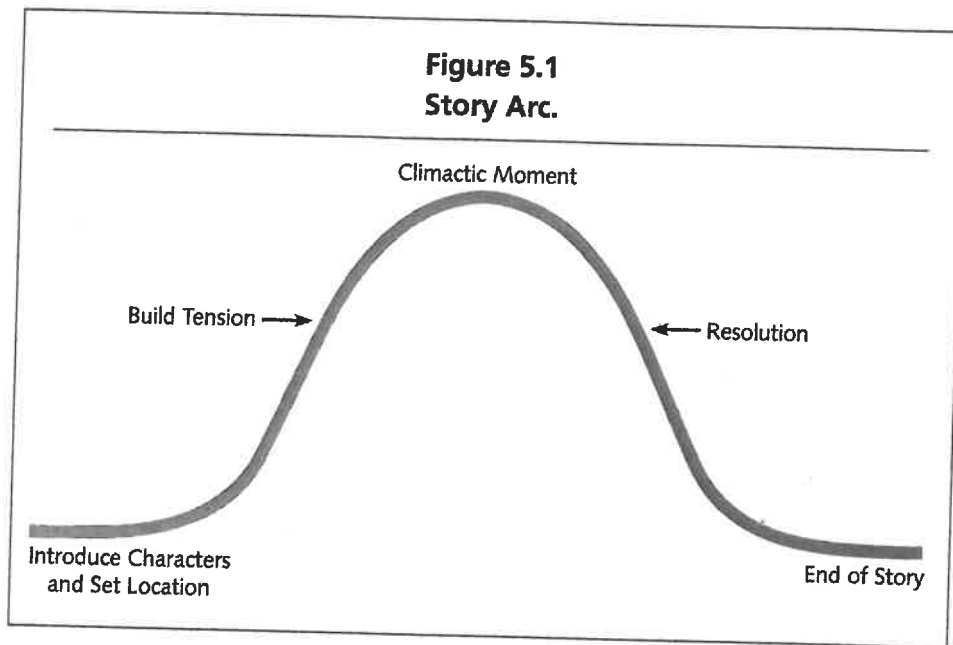 Figure 5.1
Story Arc.
Climactic Moment
Build Tension
Resolution
Introduce Characters
and Set Location
End of Story